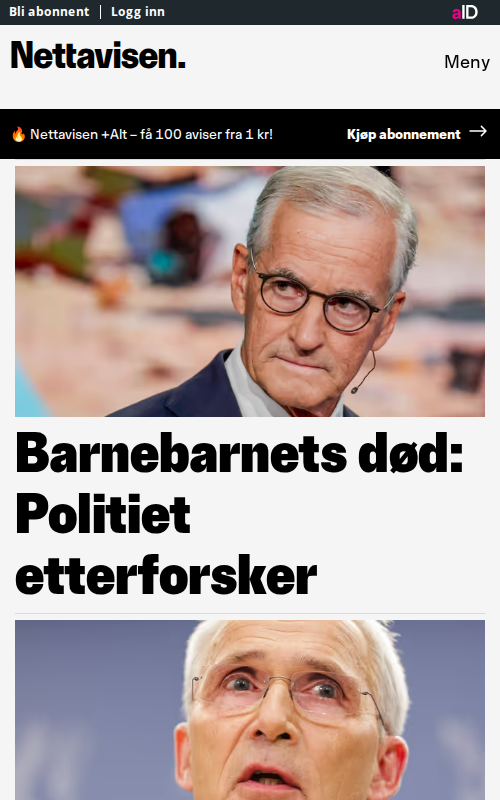 Bli abonnent | Logg inn
aID
Nettavisen.
Meny
🔥 Nettavisen +Alt – få 100 aviser fra 1 kr!
Kjøp abonnement →
Barnebarnets død:
Politiet
etterforsker